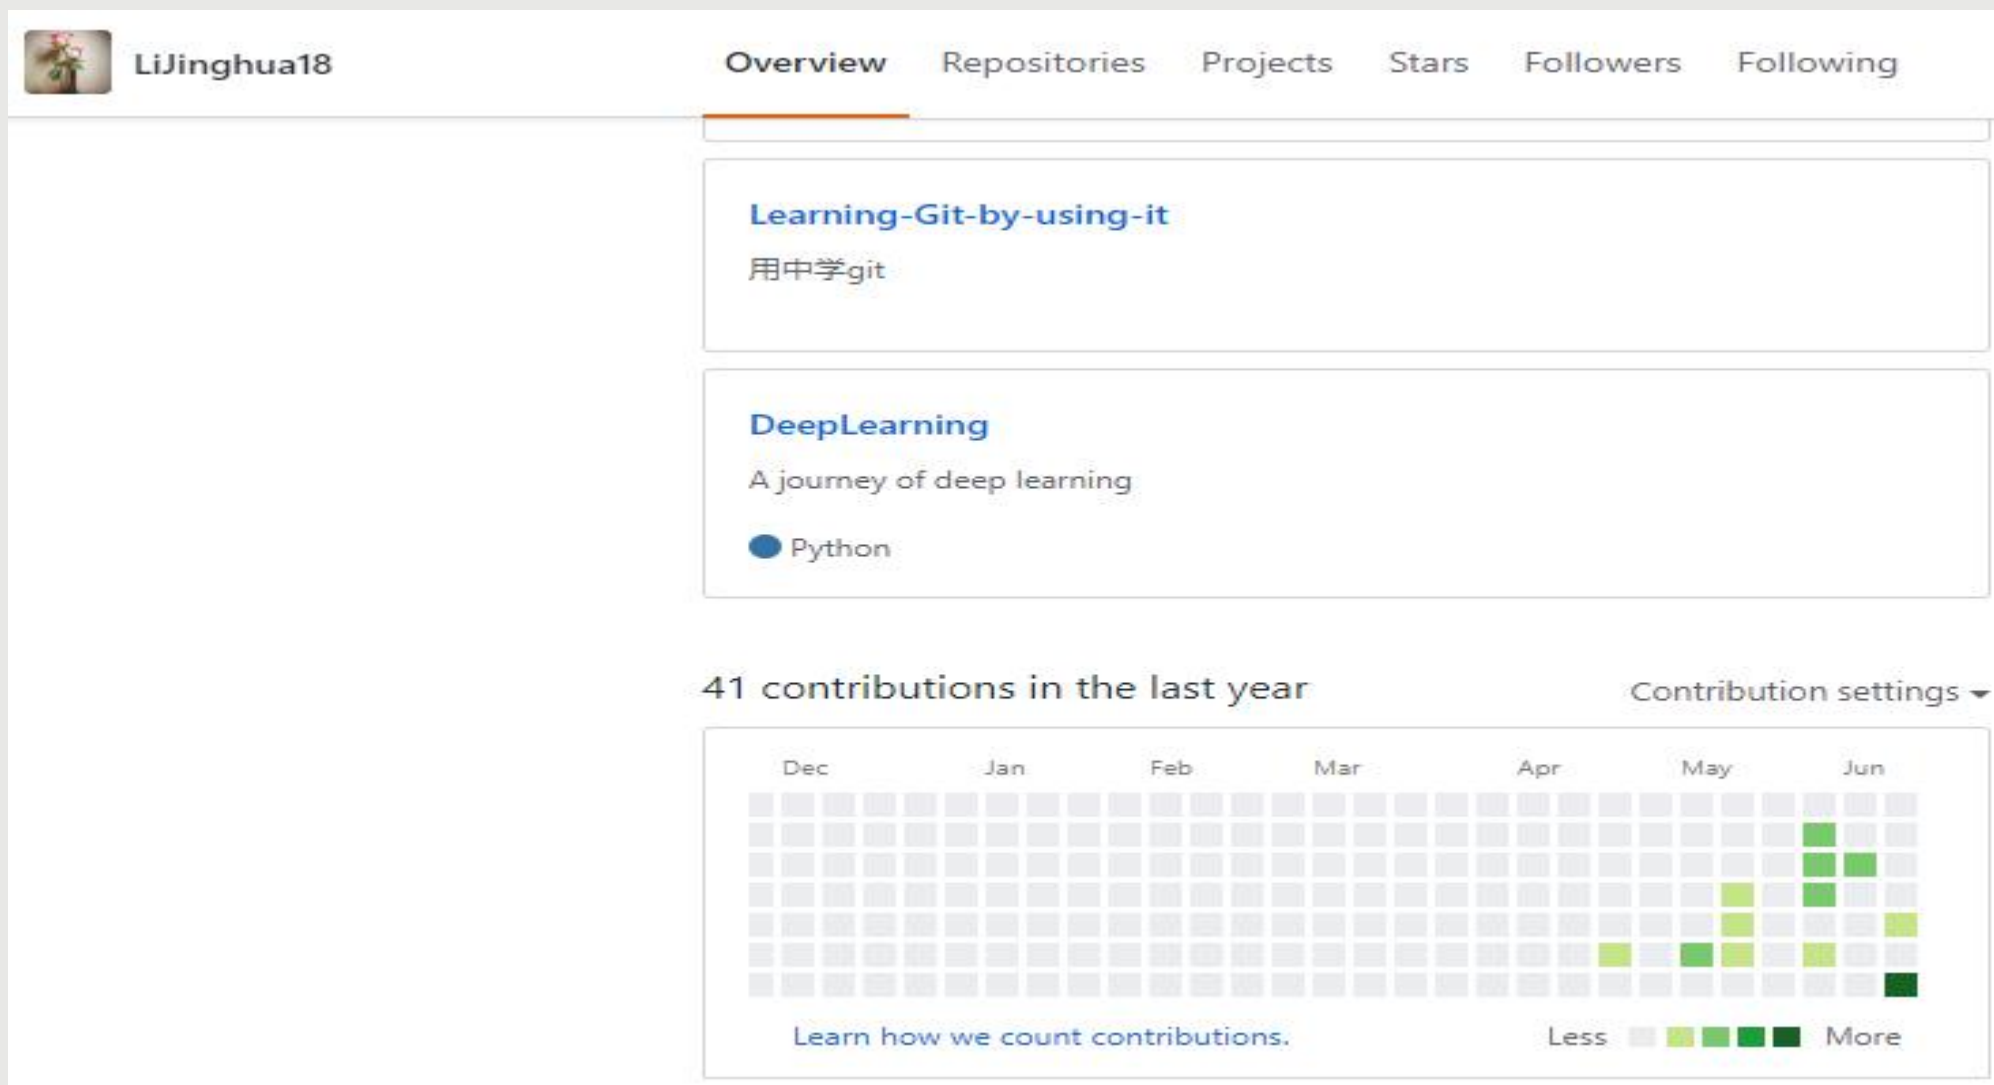 LiJinghua18
Overview Repositories Projects Stars Followers Following
Learning-Git-by-using-it
用中学git
DeepLearning
A journey of deep learning
Python
41 contributions in the last year
Contribution settings
Dec Jan Feb Mar Apr May Jun
Learn how we count contributions.
Less More